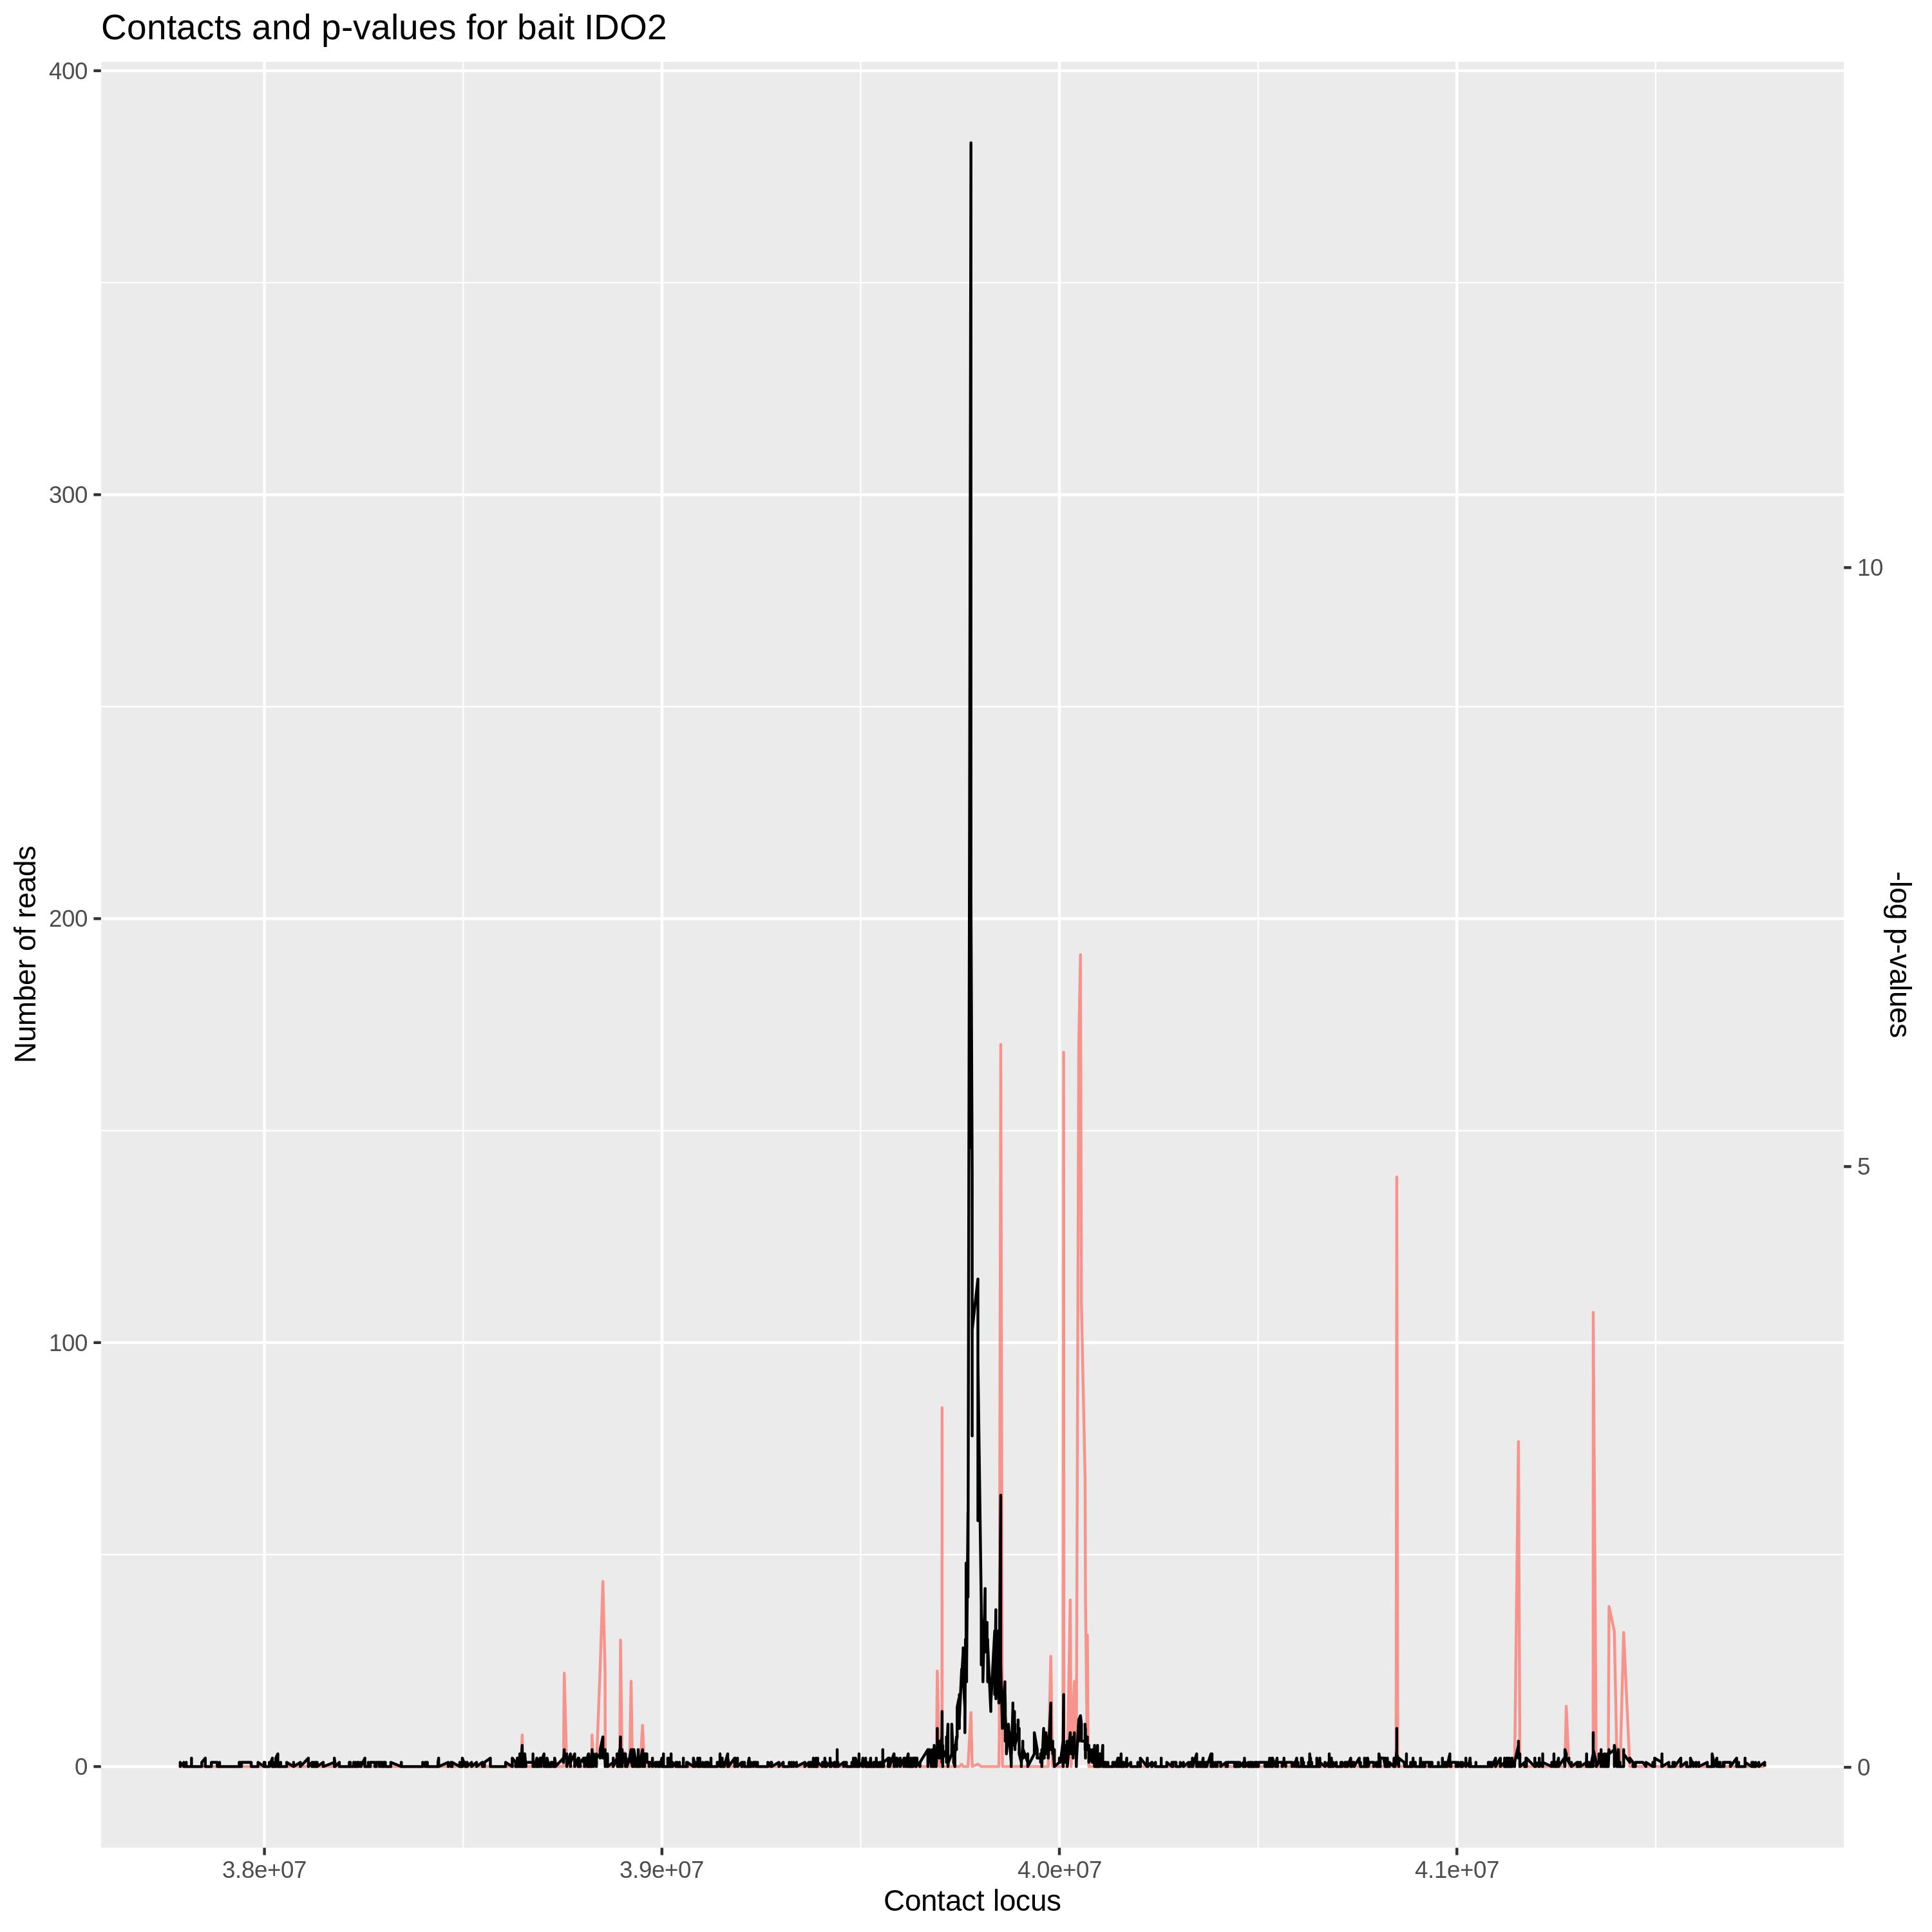 Contacts and p-values for bait IDO2
400
300
200
100
0
Number of reads
10
5
0
-log p-values
3.8e+07
3.9e+07
4.0e+07
4.1e+07
Contact locus